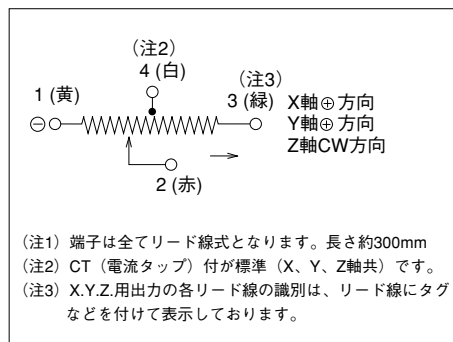 （注2）
4 (白)
（注3）
1 (黄)
3 (緑)
X軸⊕方向
Y軸⊕方向
Z軸CW方向
⊖
2 (赤)
（注1）端子は全てリード線式となります。長さ約300mm
（注2）CT（電流タップ）付が標準（X、Y、Z軸共）です。
（注3）X.Y.Z.用出力の各リード線の識別は、リード線にタグ
などを付けて表示しております。